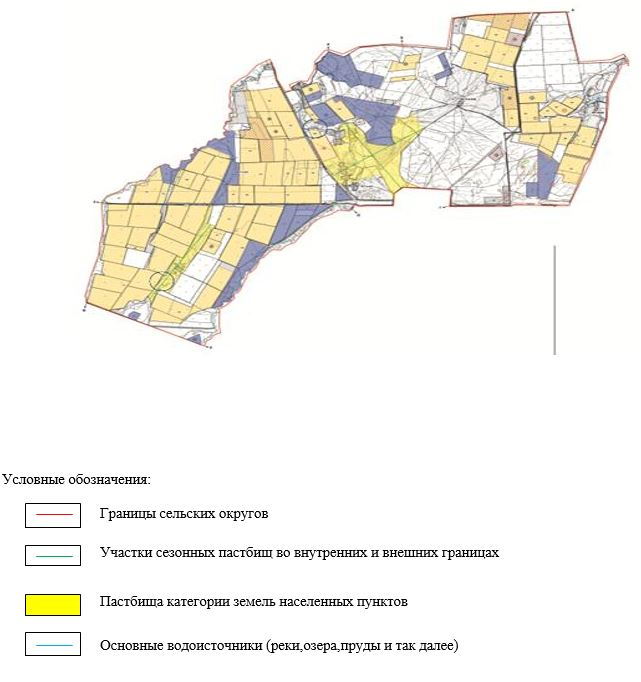 Условные обозначения:
Границы сельских округов
Участки сезонных пастбищ во внутренних и внешних границах
Пастбища категории земель населенных пунктов
Основные водоисточники (реки,озера,пруды и так далее)